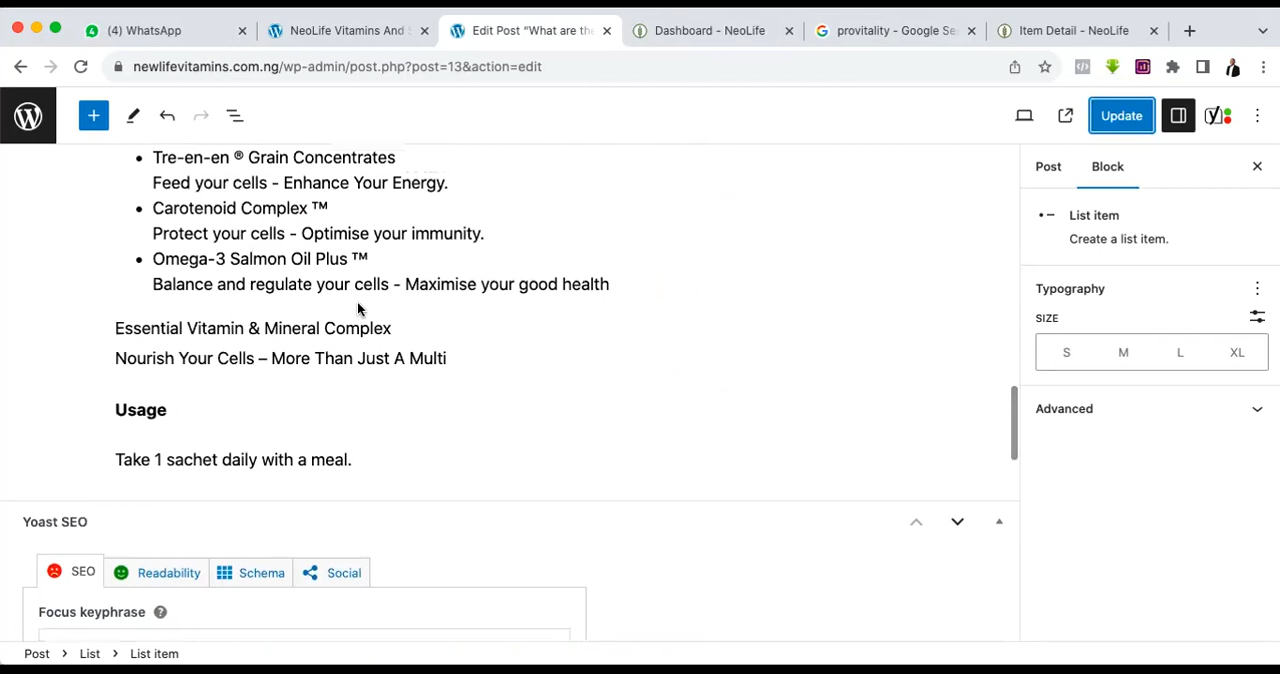 (4) WhatsApp
NeoLife Vitamins And S
Edit Post "What are the
Dashboard - NeoLife
provitality - Google Se
Item Detail - NeoLife
newlifevitamins.com.ng/wp-admin/post.php?post=13&action=edit
Update
Tre-en-en ® Grain Concentrates
Feed your cells - Enhance Your Energy.
Carotenoid Complex ™
Protect your cells - Optimise your immunity.
Omega-3 Salmon Oil Plus ™
Balance and regulate your cells - Maximise your good health
Essential Vitamin & Mineral Complex
Nourish Your Cells – More Than Just A Multi
Usage
Take 1 sachet daily with a meal.
Post
Block
List item
Create a list item.
Typography
SIZE
S
M
L
XL
Advanced
Yoast SEO
SEO
Readability
Schema
Social
Focus keyphrase
Post > List > List item